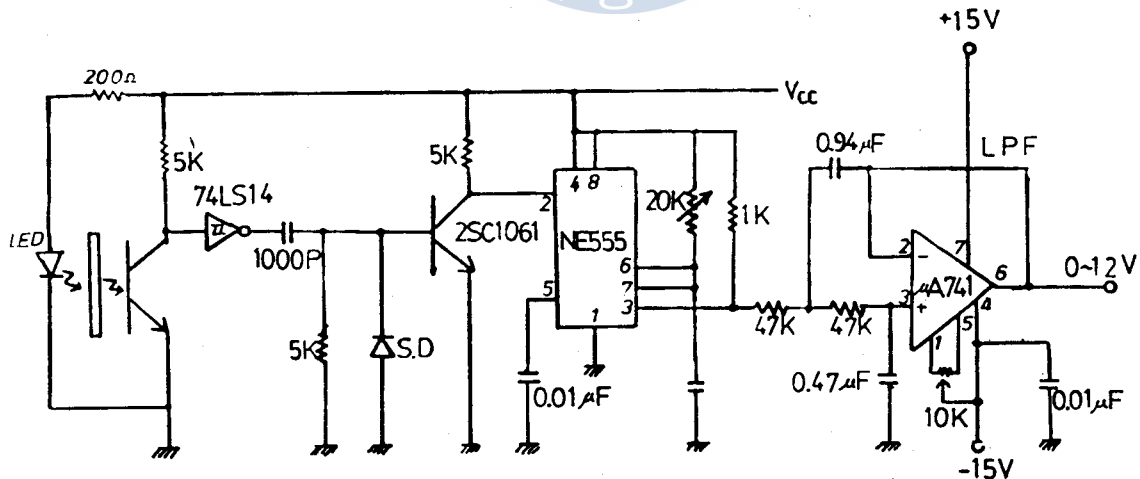 +15V
200Ω
Vcc
LPF
0.94μF
5K
5K
74LS14
4 8
20K
1K
2
LED
1000P
2SC1061
NE555
2
7
6
μA741
0~12V
6
7
3
3
4
5
1
5
1
47K
47K
5K
S.D
0.01μF
0.47μF
10K
0.01μF
-15V